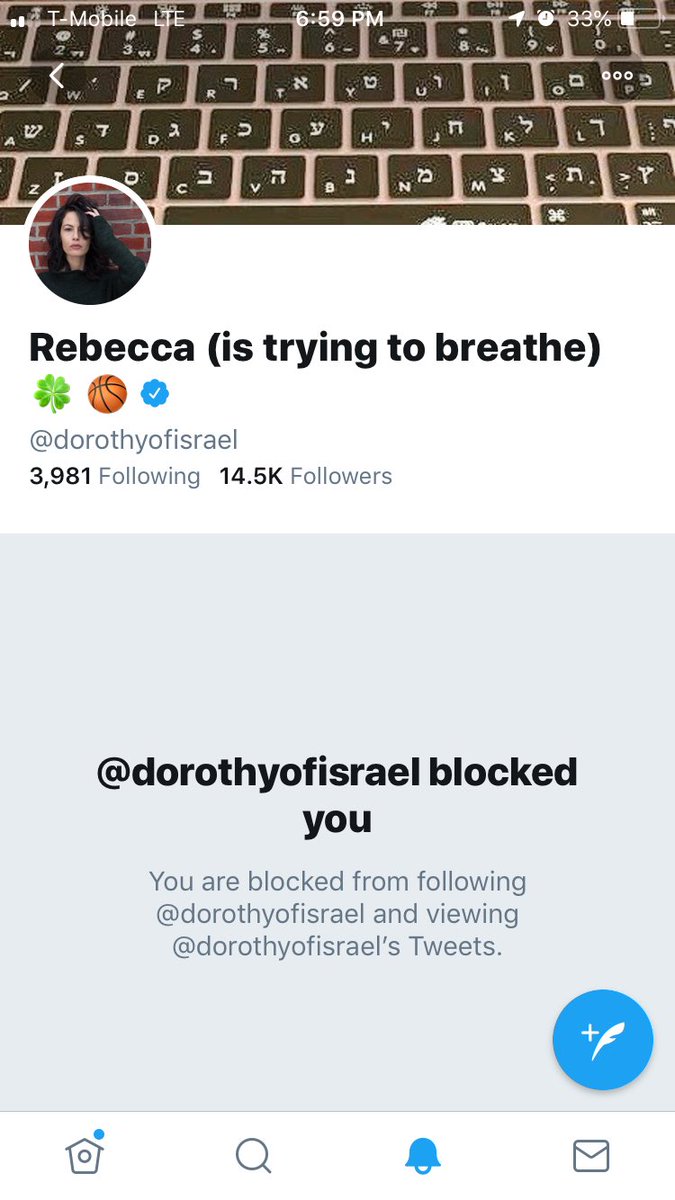 T-Mobile LTE 6:59 PM 33%
W E ק R ר T א Y ט U ו I ן O ם P פ
A ש S ד D ג F כ G ע H י J ח K ל L ך
Z ז ס C ב V ה B נ N מ M צ < ת > ץ
⌘ alt
Rebecca (is trying to breathe)
🍀 🏀
@dorothyofisrael
3,981 Following 14.5K Followers
@dorothyofisrael blocked
you
You are blocked from following
@dorothyofisrael and viewing
@dorothyofisrael’s Tweets.